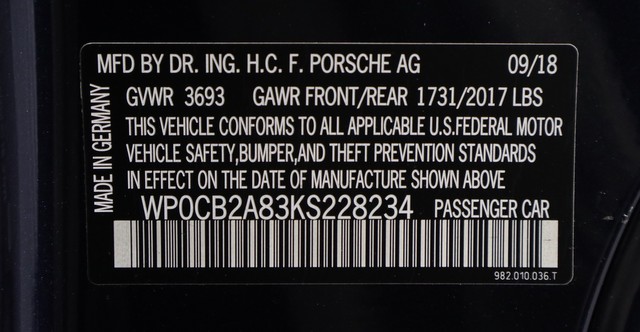 MFD BY DR. ING. H.C. F. PORSCHE AG 09/18
MADE IN GERMANY
GVWR 3693 GAWR FRONT/REAR 1731/2017 LBS
THIS VEHICLE CONFORMS TO ALL APPLICABLE U.S.FEDERAL MOTOR
VEHICLE SAFETY,BUMPER,AND THEFT PREVENTION STANDARDS
IN EFFECT ON THE DATE OF MANUFACTURE SHOWN ABOVE
WP0CB2A83KS228234 PASSENGER CAR
982.010.036.T